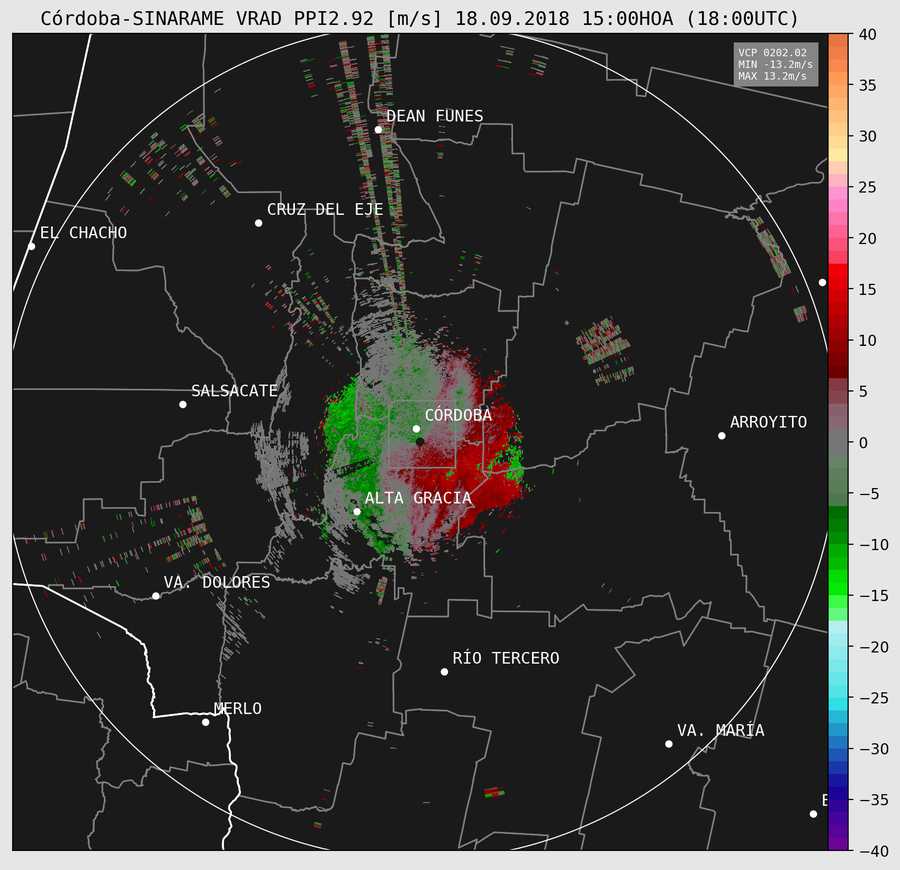 Córdoba-SINARAME VRAD PPI2.92 [m/s] 18.09.2018 15:00HOA (18:00UTC)
VCP 0202.02
MIN -13.2m/s
MAX 13.2m/s
DEAN FUNES
CRUZ DEL EJE
EL CHACHO
SALSACATE
CÓRDOBA
ARROYITO
ALTA GRACIA
VA. DOLORES
RÍO TERCERO
MERLO
VA. MARÍA
40
35
30
25
20
15
10
5
0
−5
−10
−15
−20
−25
−30
−35
−40